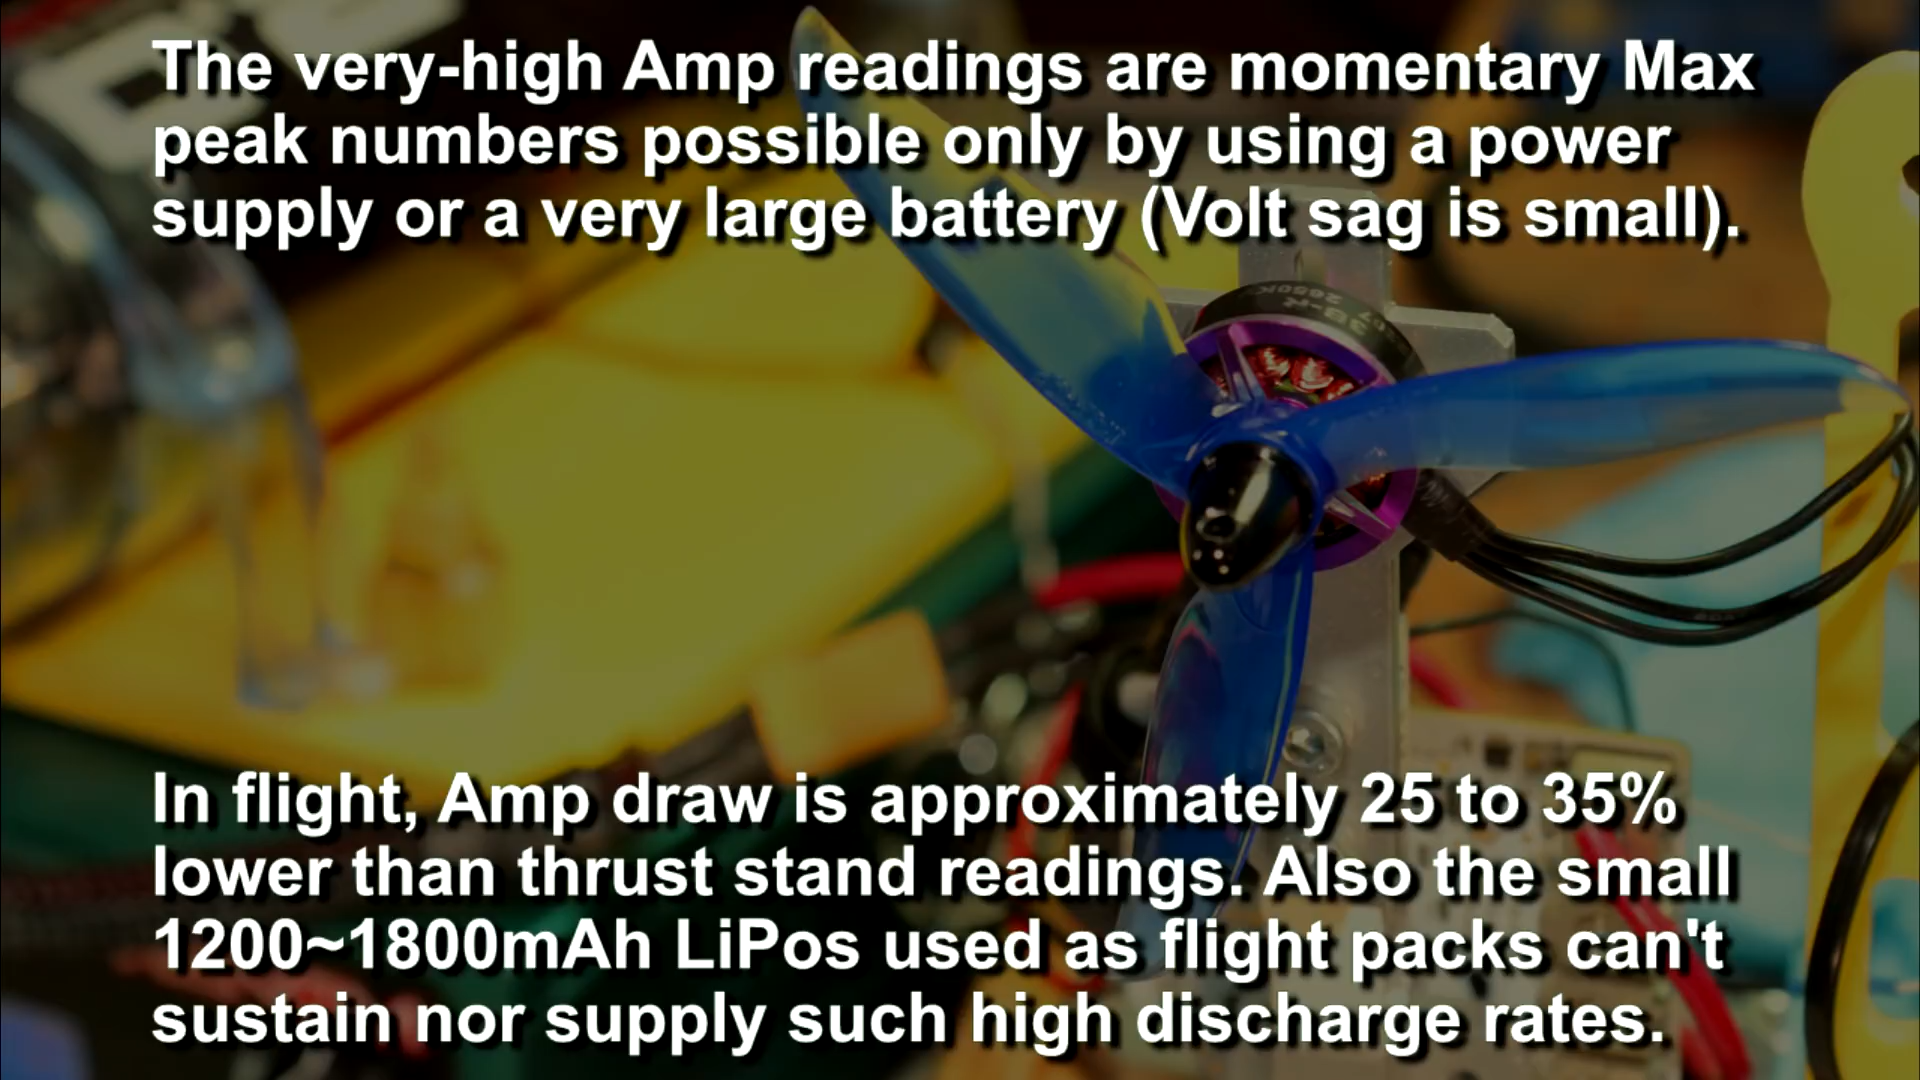 The very-high Amp readings are momentary Max
peak numbers possible only by using a power
supply or a very large battery (Volt sag is small).
2650K
3B-R
In flight, Amp draw is approximately 25 to 35%
lower than thrust stand readings. Also the small
1200~1800mAh LiPos used as flight packs can't
sustain nor supply such high discharge rates.